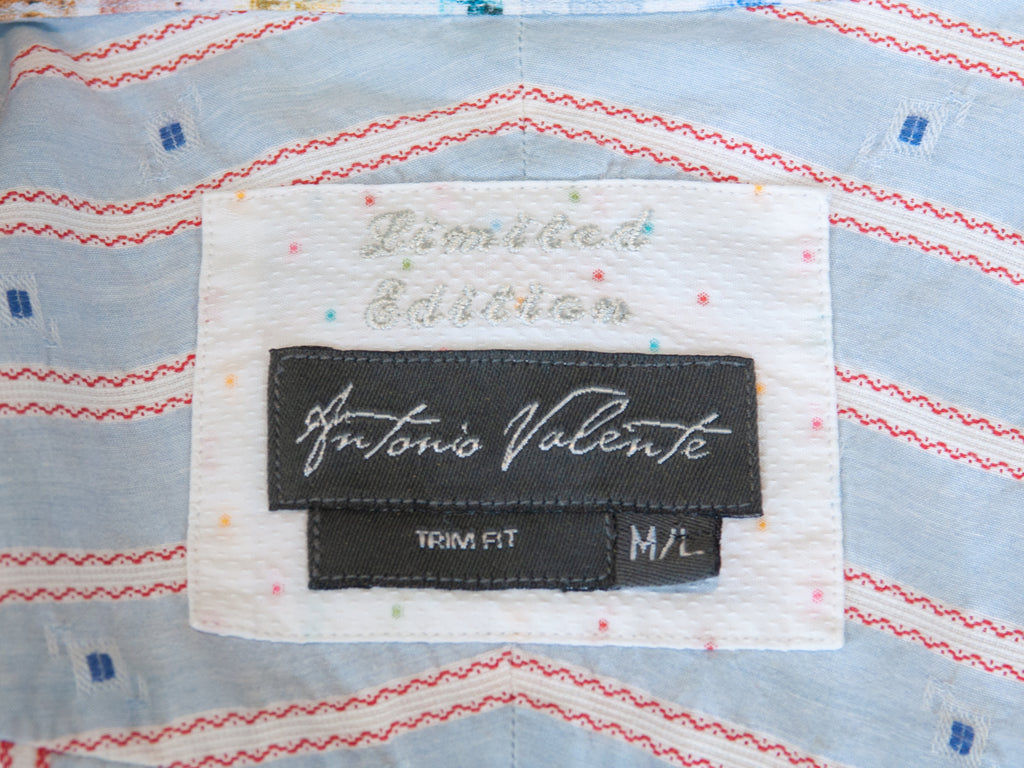 Limited
Edition
Antonio Valente
TRIM FIT M/L